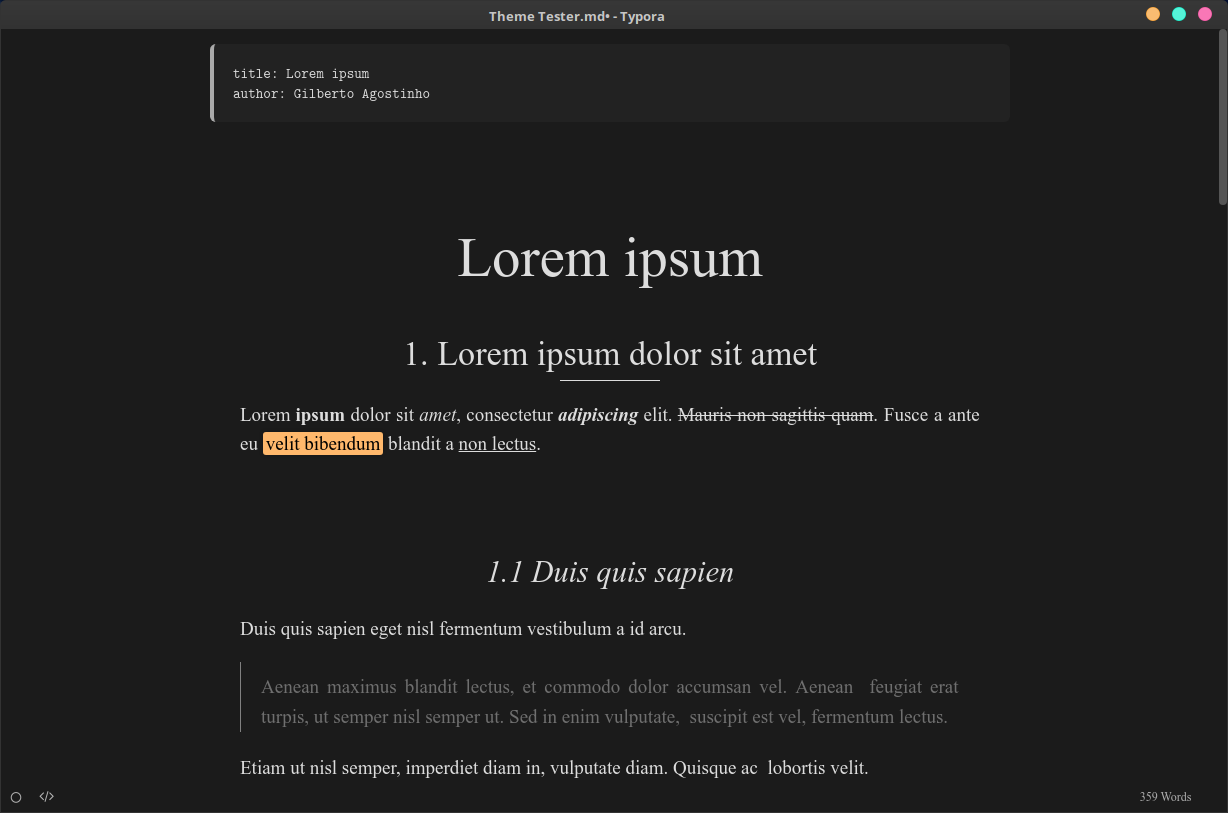 Theme Tester.md• - Typora
title: Lorem ipsum
author: Gilberto Agostinho
Lorem ipsum
1. Lorem ipsum dolor sit amet
Lorem ipsum dolor sit amet, consectetur adipiscing elit. Mauris non sagittis quam. Fusce a ante
eu velit bibendum blandit a non lectus.
1.1 Duis quis sapien
Duis quis sapien eget nisl fermentum vestibulum a id arcu.
Aenean maximus blandit lectus, et commodo dolor accumsan vel. Aenean feugiat erat
turpis, ut semper nisl semper ut. Sed in enim vulputate, suscipit est vel, fermentum lectus.
Etiam ut nisl semper, imperdiet diam in, vulputate diam. Quisque ac lobortis velit.
</> 359 Words